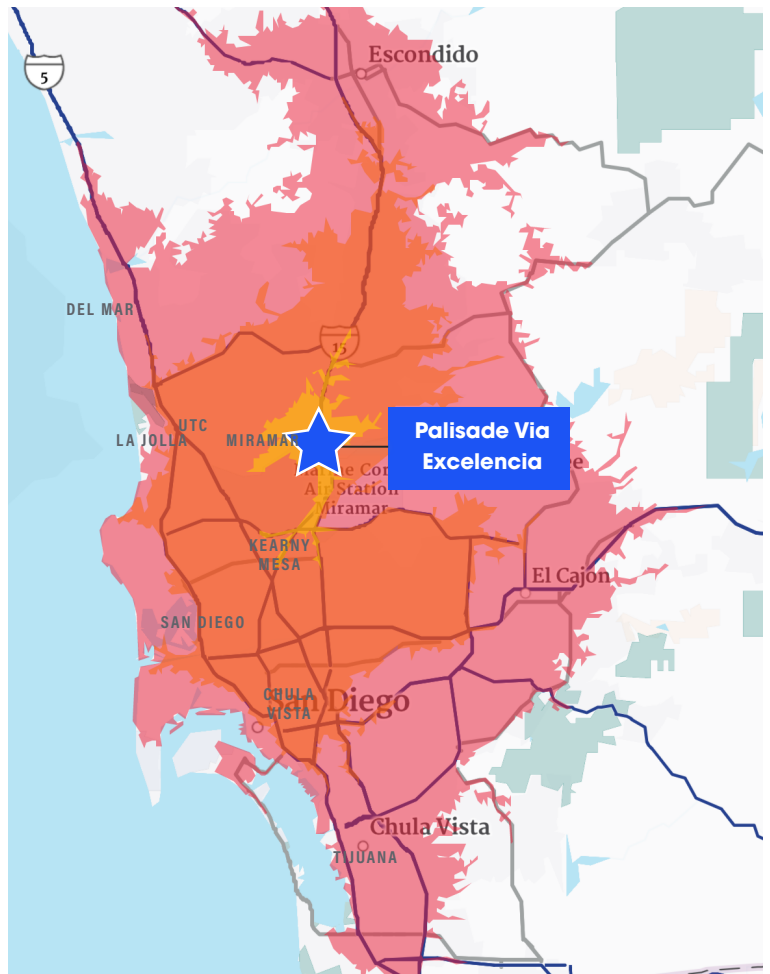 Escondido
5
DEL MAR
15
UTC
LA JOLLA
MIRAMAR
Palisade Via
Excelencia
Air Station
Miramar
KEARNY
MESA
El Cajon
SAN DIEGO
CHULA
VISTA
San Diego
Chula Vista
TIJUANA